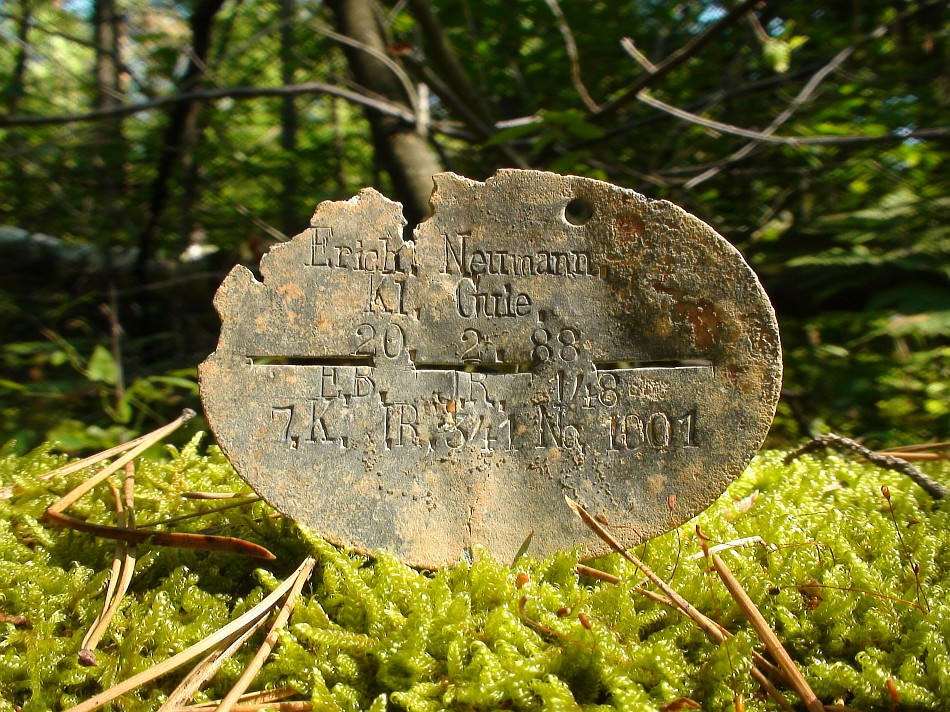 Erich, Neumann,
Kl, Gule,
20, 2, 88
E,B, JR, 148
7,K, IR, 341 No 1001